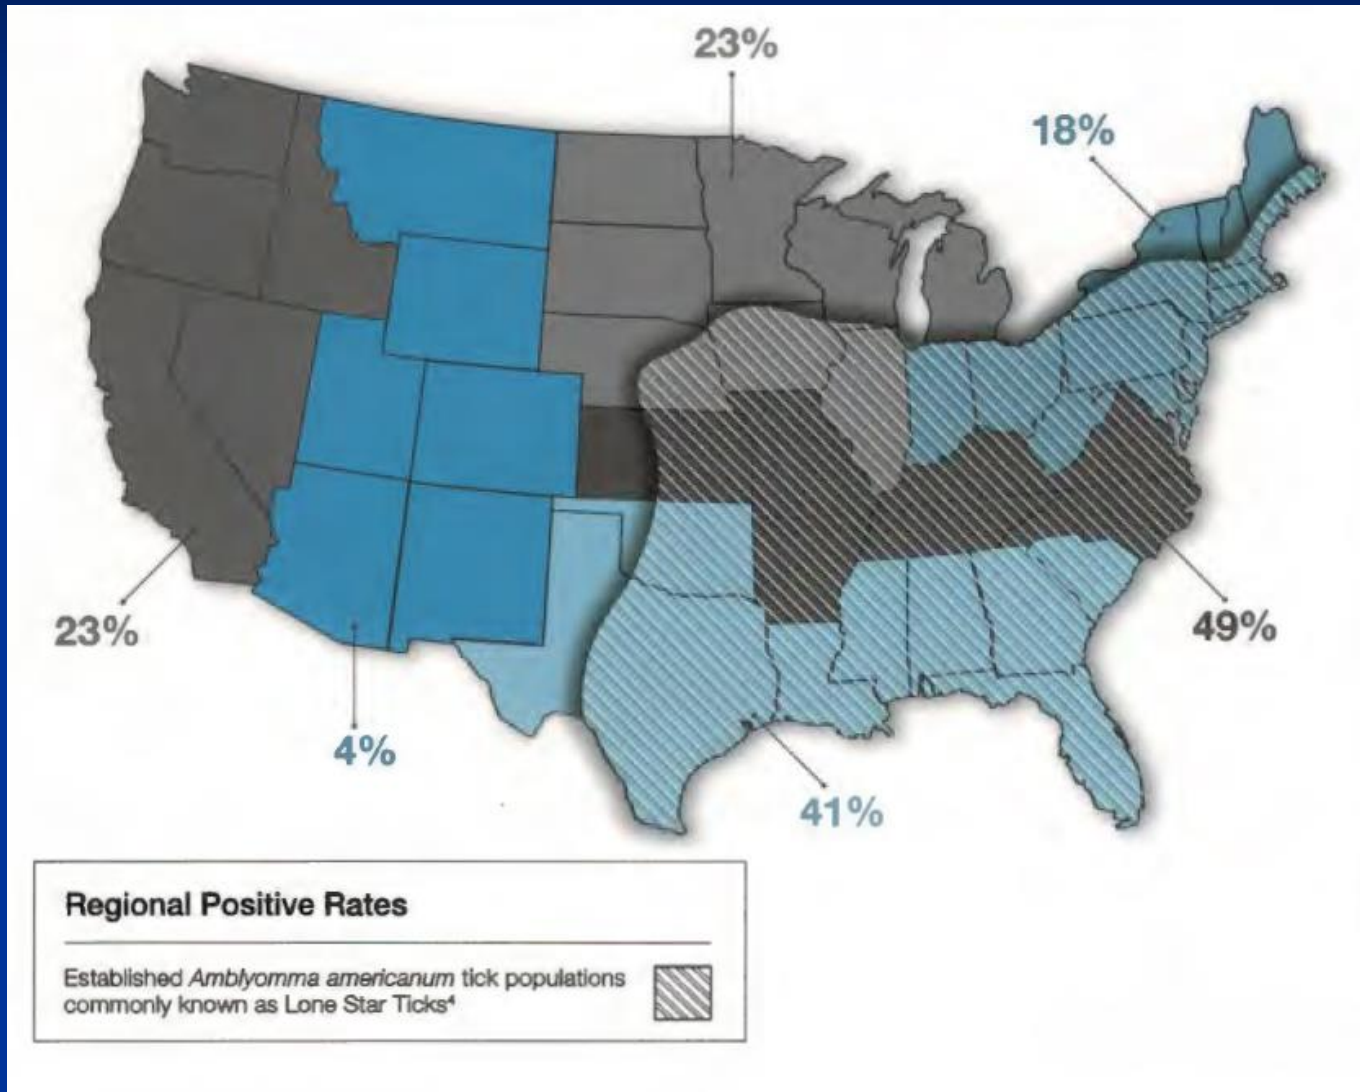 23%
18%
23%
49%
4%
41%
Regional Positive Rates
Established Amblyomma americanum tick populations
commonly known as Lone Star Ticks⁴